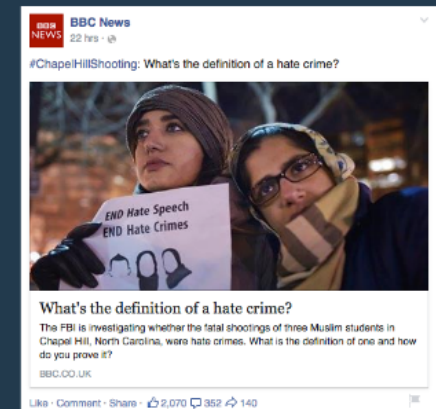 BBC
NEWS
BBC News
22 hrs ·
#ChapelHillShooting: What's the definition of a hate crime?
END Hate Speech
END Hate Crimes
What's the definition of a hate crime?
The FBI is investigating whether the fatal shootings of three Muslim students in
Chapel Hill, North Carolina, were hate crimes. What is the definition of one and how
do you prove it?
BBC.CO.UK
Like · Comment · Share · 2,070 352 140